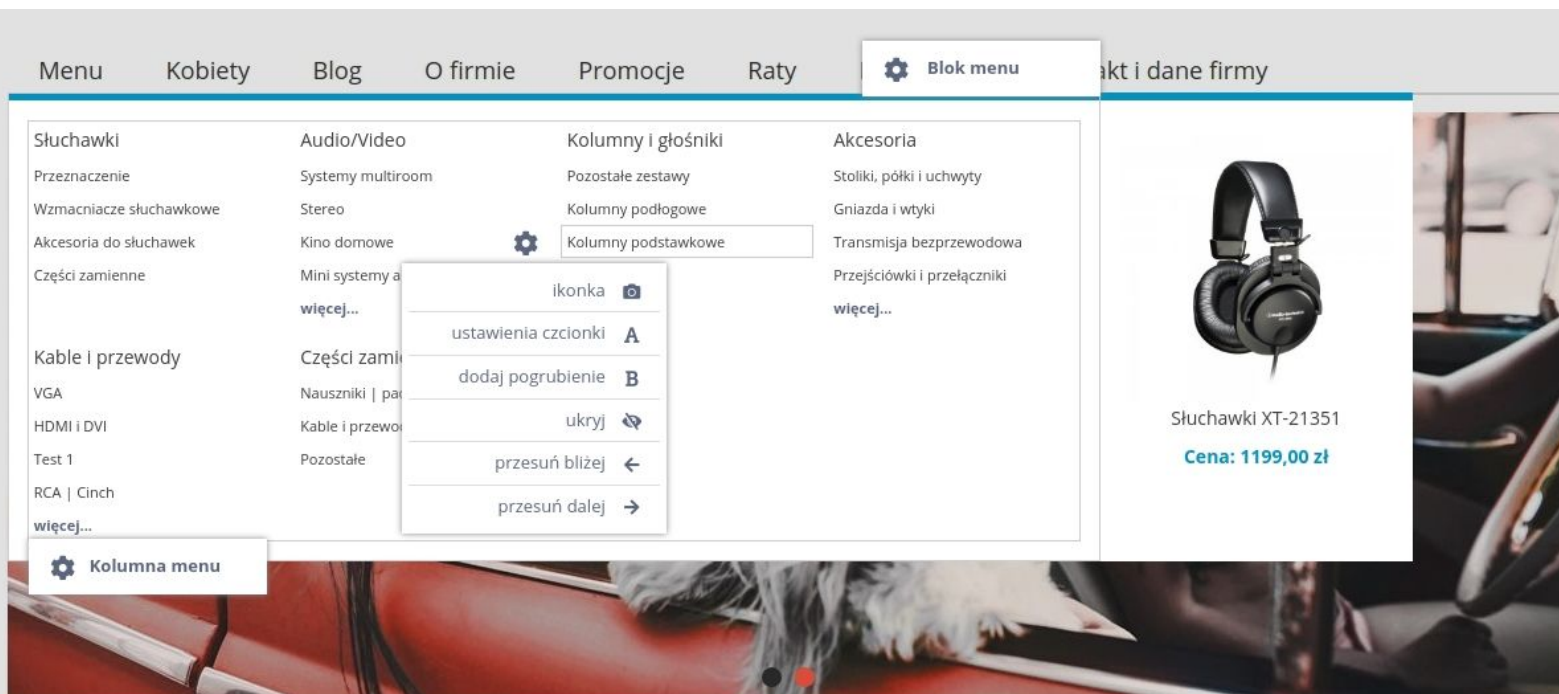 Menu Kobiety Blog O firmie Promocje Raty Blok menu akt i dane firmy
Słuchawki
Przeznaczenie
Wzmacniacze słuchawkowe
Akcesoria do słuchawek
Części zamienne
Audio/Video
Systemy multiroom
Stereo
Kino domowe
Mini systemy a
więcej...
Kolumny i głośniki
Pozostałe zestawy
Kolumny podłogowe
Kolumny podstawkowe
Akcesoria
Stoliki, półki i uchwyty
Gniazda i wtyki
Transmisja bezprzewodowa
Przejściówki i przełączniki
więcej...
ikonka
ustawienia czcionki A
dodaj pogrubienie B
ukryj
przesuń bliżej
przesuń dalej
Kable i przewody
VGA
HDMI i DVI
Test 1
RCA | Cinch
więcej...
Części zami
Nauszniki | pa
Kable i przewo
Pozostałe
Kolumna menu
Słuchawki XT-21351
Cena: 1199,00 zł